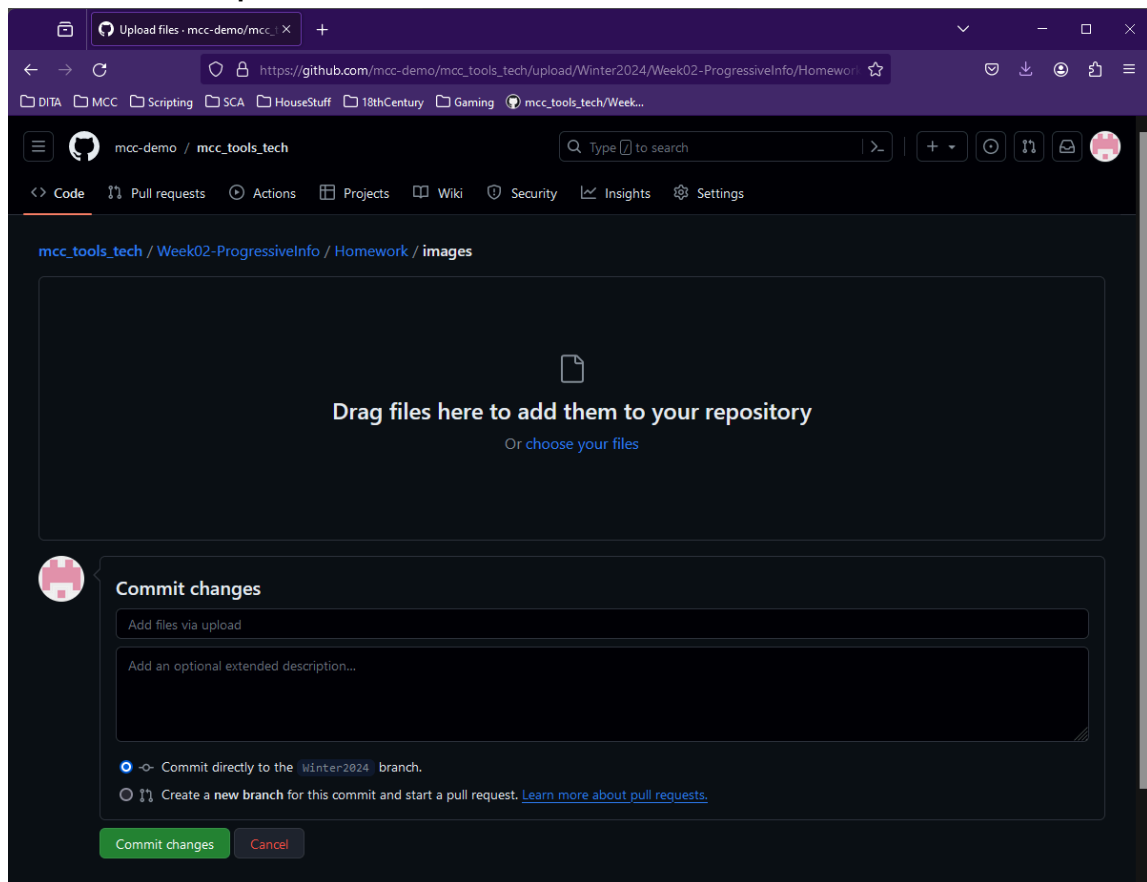 Upload files · mcc-demo/mcc_t
https://github.com/mcc-demo/mcc_tools_tech/upload/Winter2024/Week02-ProgressiveInfo/Homewor
DITA MCC Scripting SCA HouseStuff 18thCentury Gaming mcc_tools_tech/Week...
mcc-demo / mcc_tools_tech Type / to search
Code Pull requests Actions Projects Wiki Security Insights Settings
mcc_tools_tech / Week02-ProgressiveInfo / Homework / images
Drag files here to add them to your repository
Or choose your files
Commit changes
Add files via upload
Add an optional extended description...
Commit directly to the Winter2024 branch.
Create a new branch for this commit and start a pull request. Learn more about pull requests.
Commit changes Cancel